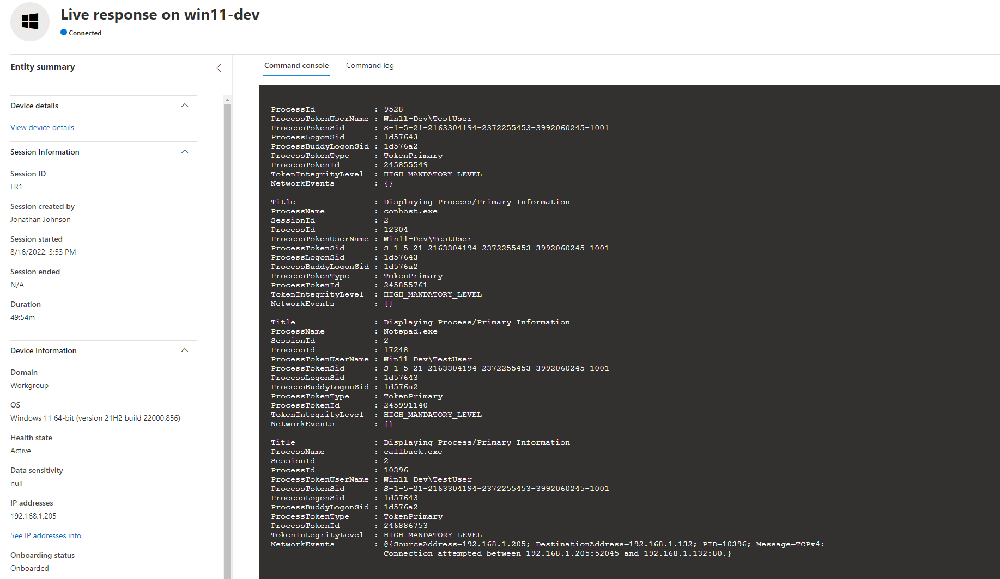 Live response on win11-dev
Connected
Entity summary
Device details
View device details
Session Information
Session ID
LR1
Session created by
Jonathan Johnson
Session started
8/16/2022, 3:53 PM
Session ended
N/A
Duration
49:54m
Device Information
Domain
Workgroup
OS
Windows 11 64-bit (version 21H2 build 22000.856)
Health state
Active
Data sensitivity
null
IP addresses
192.168.1.205
See IP addresses info
Onboarding status
Onboarded
Command console Command log
ProcessId : 9528
ProcessTokenUserName : Win11-Dev\TestUser
ProcessTokenSid : S-1-5-21-2163304194-2372255453-3992060245-1001
ProcessLogonSid : 1d57643
ProcessBuddyLogonSid : 1d576a2
ProcessTokenType : TokenPrimary
ProcessTokenId : 245855549
TokenIntegrityLevel : HIGH_MANDATORY_LEVEL
NetworkEvents : {}
Title : Displaying Process/Primary Information
ProcessName : conhost.exe
SessionId : 2
ProcessId : 12304
ProcessTokenUserName : Win11-Dev\TestUser
ProcessTokenSid : S-1-5-21-2163304194-2372255453-3992060245-1001
ProcessLogonSid : 1d57643
ProcessBuddyLogonSid : 1d576a2
ProcessTokenType : TokenPrimary
ProcessTokenId : 245855761
TokenIntegrityLevel : HIGH_MANDATORY_LEVEL
NetworkEvents : {}
Title : Displaying Process/Primary Information
ProcessName : Notepad.exe
SessionId : 2
ProcessId : 17248
ProcessTokenUserName : Win11-Dev\TestUser
ProcessTokenSid : S-1-5-21-2163304194-2372255453-3992060245-1001
ProcessLogonSid : 1d57643
ProcessBuddyLogonSid : 1d576a2
ProcessTokenType : TokenPrimary
ProcessTokenId : 245991140
TokenIntegrityLevel : HIGH_MANDATORY_LEVEL
NetworkEvents : {}
Title : Displaying Process/Primary Information
ProcessName : callback.exe
SessionId : 2
ProcessId : 10396
ProcessTokenUserName : Win11-Dev\TestUser
ProcessTokenSid : S-1-5-21-2163304194-2372255453-3992060245-1001
ProcessLogonSid : 1d57643
ProcessBuddyLogonSid : 1d576a2
ProcessTokenType : TokenPrimary
ProcessTokenId : 246886753
TokenIntegrityLevel : HIGH_MANDATORY_LEVEL
NetworkEvents : @{SourceAddress=192.168.1.205; DestinationAddress=192.168.1.132; PID=10396; Message=TCPv4:
Connection attempted between 192.168.1.205:52045 and 192.168.1.132:80.}